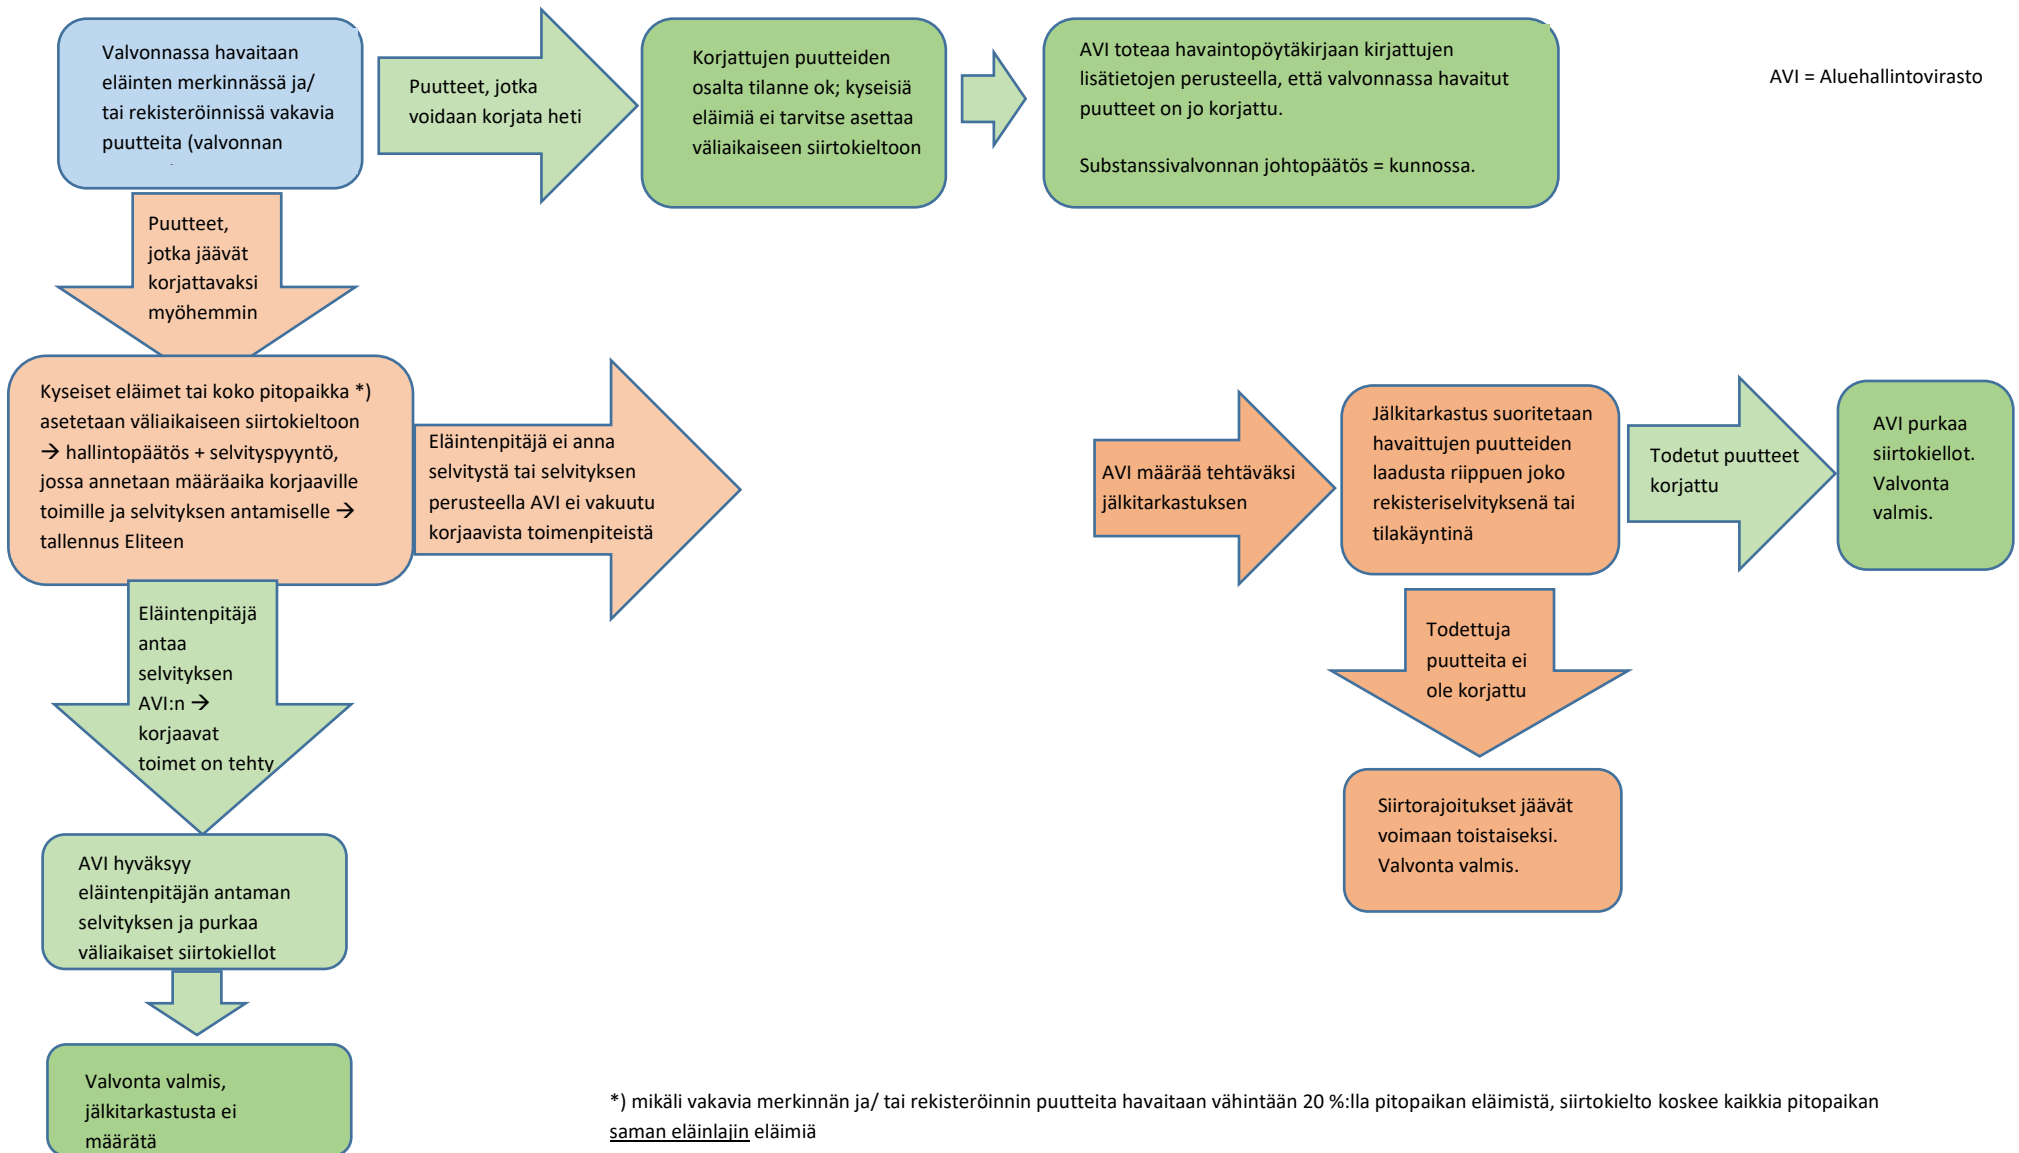 Valvonnassa havaitaan
eläinten merkinnässä ja/
tai rekisteröinnissä vakavia
puutteita (valvonnan
Puutteet, jotka
voidaan korjata heti
Korjattujen puutteiden
osalta tilanne ok; kyseisiä
eläimiä ei tarvitse asettaa
väliaikaiseen siirtokieltoon
AVI toteaa havaintopöytäkirjaan kirjattujen
lisätietojen perusteella, että valvonnassa havaitut
puutteet on jo korjattu.
Substanssivalvonnan johtopäätös = kunnossa.
AVI = Aluehallintovirasto
Puutteet,
jotka jäävät
korjattavaksi
myöhemmin
Kyseiset eläimet tai koko pitopaikka *)
asetetaan väliaikaiseen siirtokieltoon
→ hallintopäätös + selvityspyyntö,
jossa annetaan määräaika korjaaville
toimille ja selvityksen antamiselle →
tallennus Eliteen
Eläintenpitäjä ei anna
selvitystä tai selvityksen
perusteella AVI ei vakuutu
korjaavista toimenpiteistä
AVI määrää tehtäväksi
jälkitarkastuksen
Jälkitarkastus suoritetaan
havaittujen puutteiden
laadusta riippuen joko
rekisteriselvityksenä tai
tilakäyntinä
Todetut puutteet
korjattu
AVI purkaa
siirtokiellot.
Valvonta
valmis.
Eläintenpitäjä
antaa
selvityksen
AVI:n →
korjaavat
toimet on tehty
Todettuja
puutteita ei
ole korjattu
Siirtorajoitukset jäävät
voimaan toistaiseksi.
Valvonta valmis.
AVI hyväksyy
eläintenpitäjän antaman
selvityksen ja purkaa
väliaikaiset siirtokiellot
Valvonta valmis,
jälkitarkastusta ei
määrätä
*) mikäli vakavia merkinnän ja/ tai rekisteröinnin puutteita havaitaan vähintään 20 %:lla pitopaikan eläimistä, siirtokielto koskee kaikkia pitopaikan
saman eläinlajin eläimiä